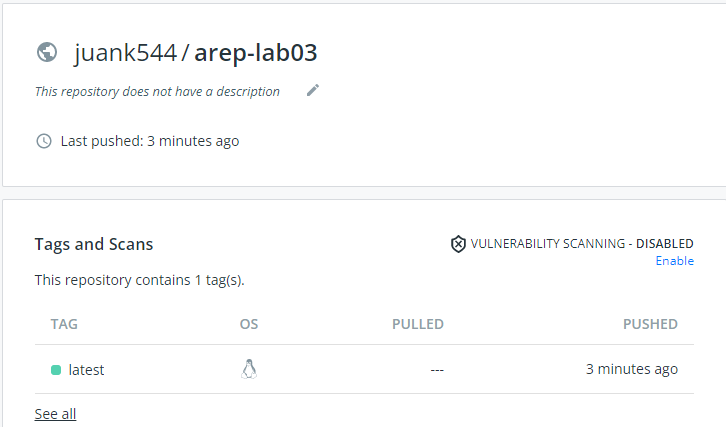 juank544 / arep-lab03
This repository does not have a description
Last pushed: 3 minutes ago
Tags and Scans
VULNERABILITY SCANNING - DISABLED
Enable
This repository contains 1 tag(s).
TAG OS PULLED PUSHED
latest --- 3 minutes ago
See all